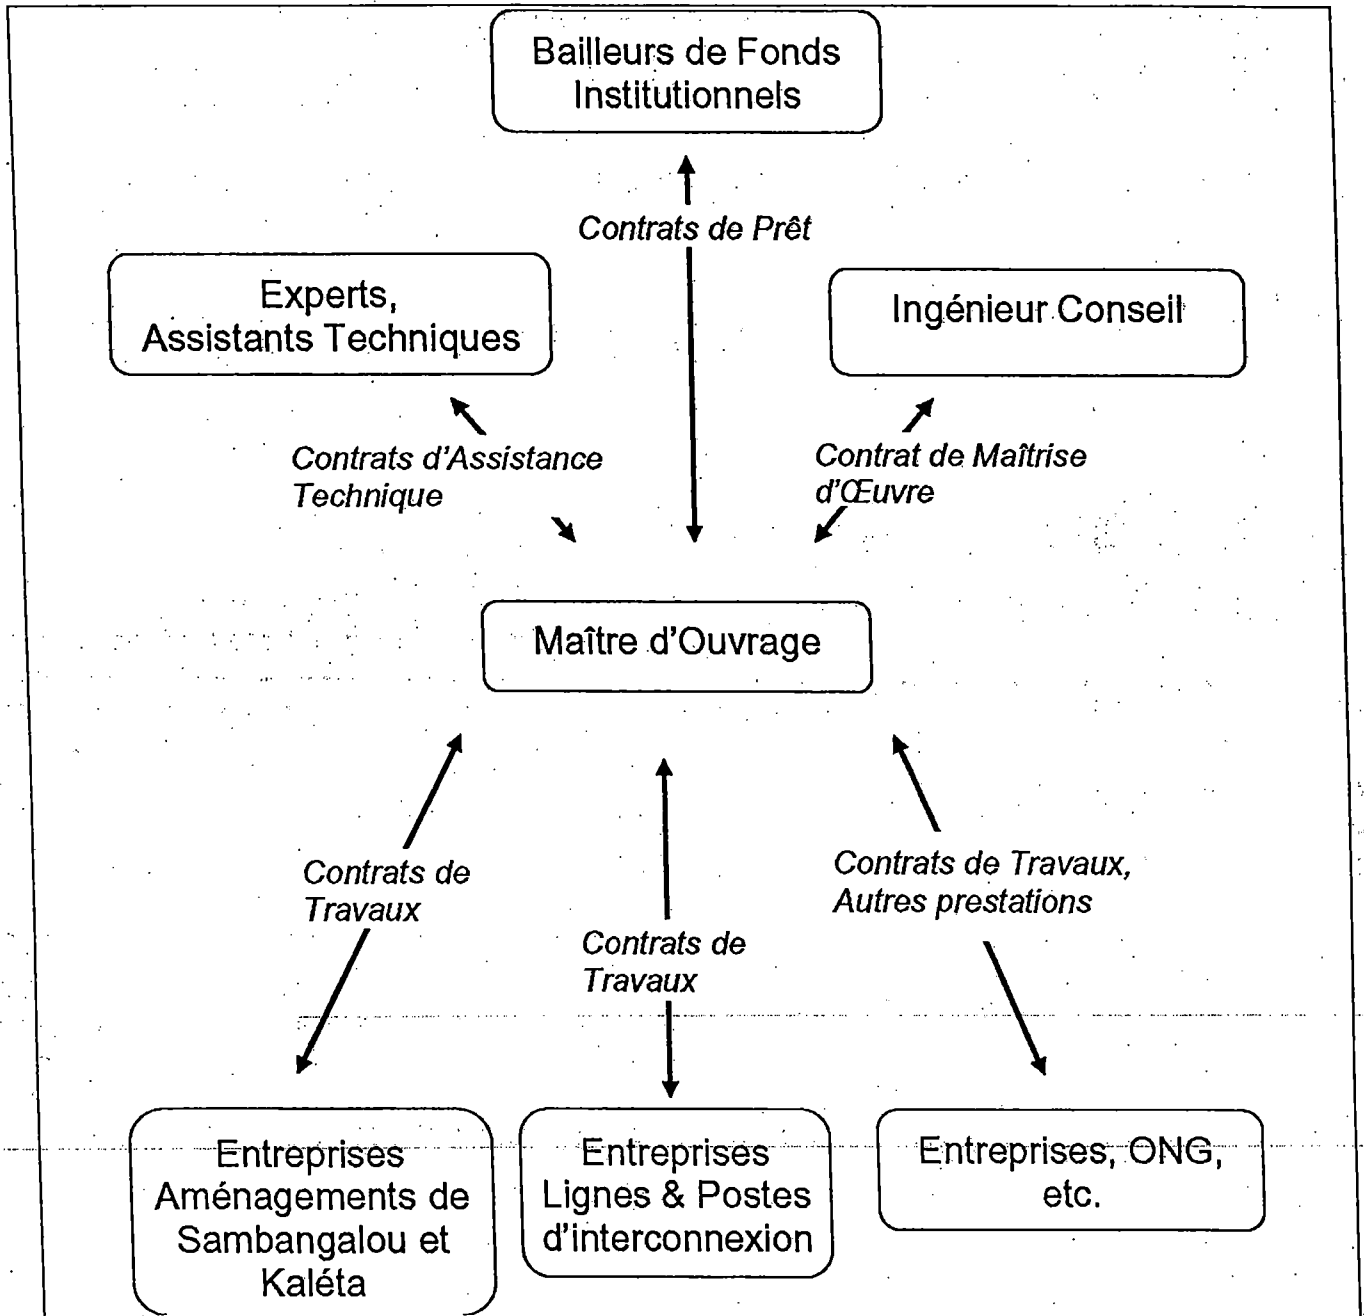 Bailleurs de Fonds
Institutionnels
Contrats de Prêt
Experts,
Assistants Techniques
Ingénieur Conseil
Contrats d'Assistance
Technique
Contrat de Maîtrise
d'Œuvre
Maître d'Ouvrage
Contrats de
Travaux
Contrats de
Travaux
Contrats de Travaux,
Autres prestations
Entreprises
Aménagements de
Sambangalou et
Kaléta
Entreprises
Lignes & Postes
d'interconnexion
Entreprises, ONG,
etc.